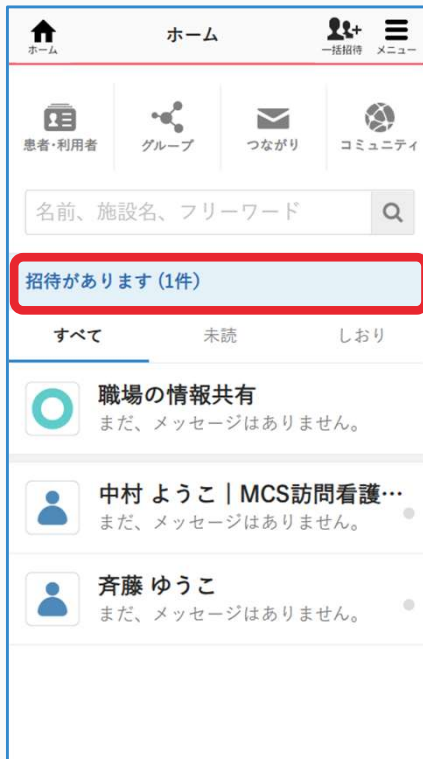 ホーム
ホーム
一括招待
メニュー
患者・利用者
グループ
つながり
コミュニティ
名前、施設名、フリーワード
招待があります (1件)
すべて
未読
しおり
職場の情報共有
まだ、メッセージはありません。
中村 ようこ | MCS訪問看護…
まだ、メッセージはありません。
斉藤 ゆうこ
まだ、メッセージはありません。